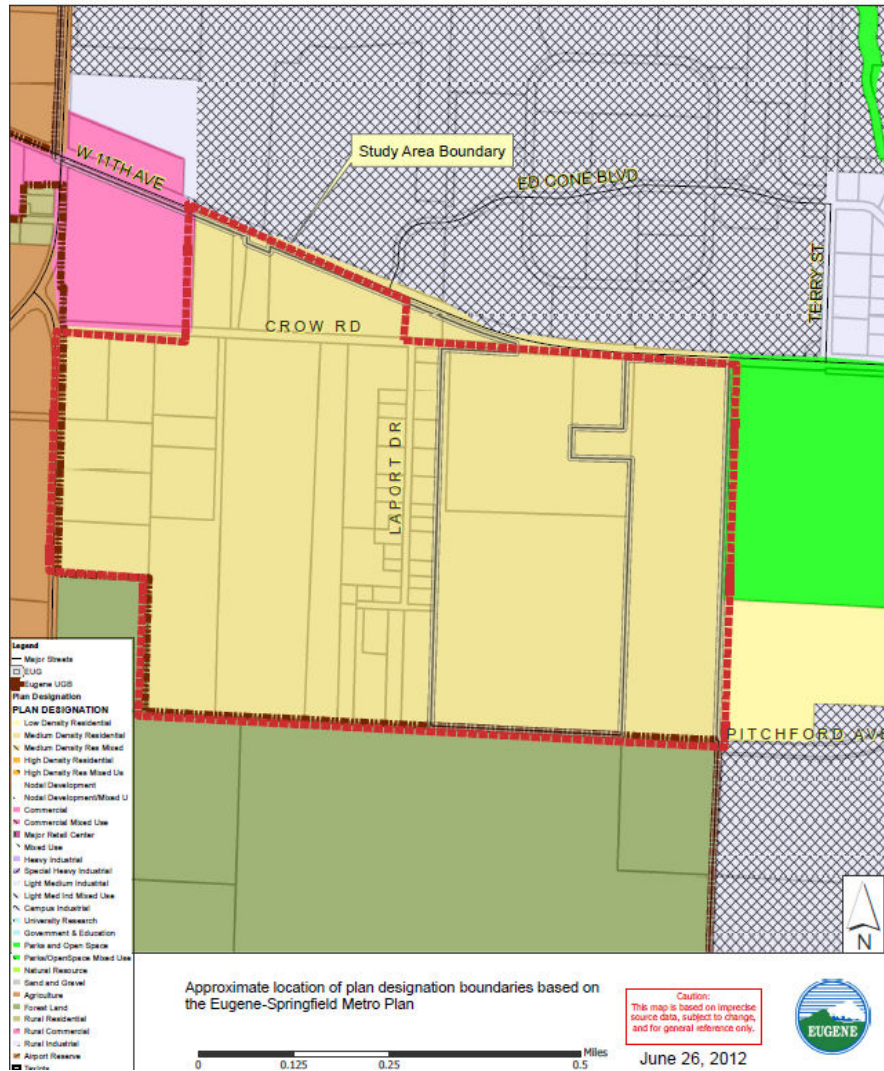 Study Area Boundary
W 11TH AVE
ED CONE BLVD
TERRY ST
CROW RD
LAPORT DR
PITCHFORD AVE
Legend
Major Streets
EUG
Eugene UGB
Plan Designation
PLAN DESIGNATION
Low Density Residential
Medium Density Residential
Medium Density Res Mixed
High Density Residential
High Density Res Mixed Us
Nodal Development
Nodal Development/Mixed U
Commercial
Commercial Mixed Use
Major Retail Center
Mixed Use
Heavy Industrial
Special Heavy Industrial
Light Medium Industrial
Light Med Ind Mixed Use
Campus Industrial
University Research
Government & Education
Parks and Open Space
Parks/OpenSpace Mixed Use
Natural Resource
Sand and Gravel
Agriculture
Forest Land
Rural Residential
Rural Commercial
Rural Industrial
Airport Reserve
Taxlots
N
Approximate location of plan designation boundaries based on
the Eugene-Springfield Metro Plan
Caution:
This map is based on imprecise
source data, subject to change,
and for general reference only.
EUGENE
Miles
0 0.125 0.25 0.5
June 26, 2012